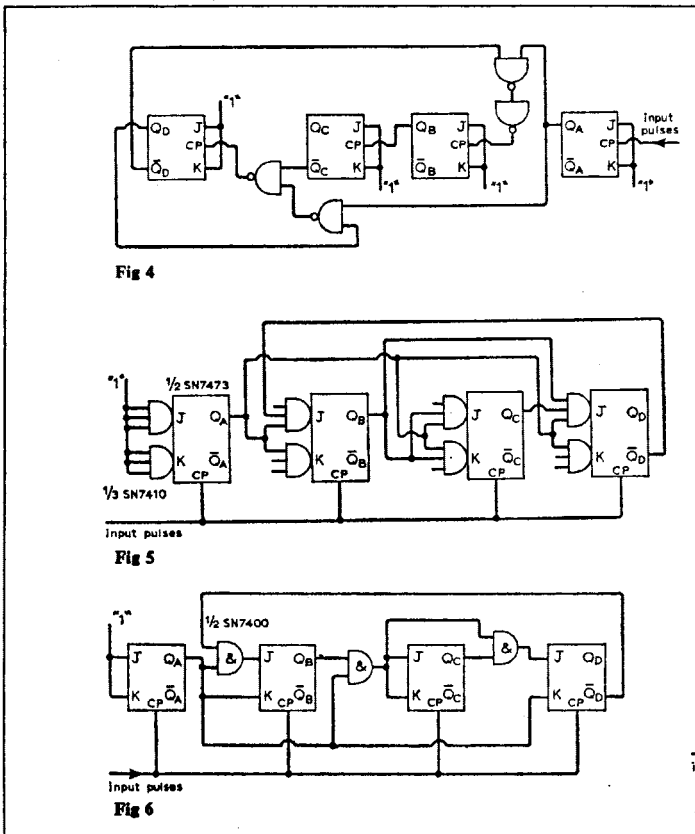 "1"
"1"
"1"
"1"
Q_D J CP Q̄_D K
Q_C J CP Q̄_C K
Q_B J CP Q̄_B K
Q_A J CP Q̄_A K
Input pulses
Fig 4
"1"
½ SN7473
J Q_A K Q̄_A CP
J Q_B K Q̄_B CP
J Q_C K Q̄_C CP
J Q_D K Q̄_D CP
⅓ SN7410
Input pulses
Fig 5
"1"
½ SN7400
J Q_A K CP Q̄_A
& J Q_B K CP Q̄_B
& J Q_C K CP Q̄_C
& J Q_D K CP Q̄_D
Input pulses
Fig 6